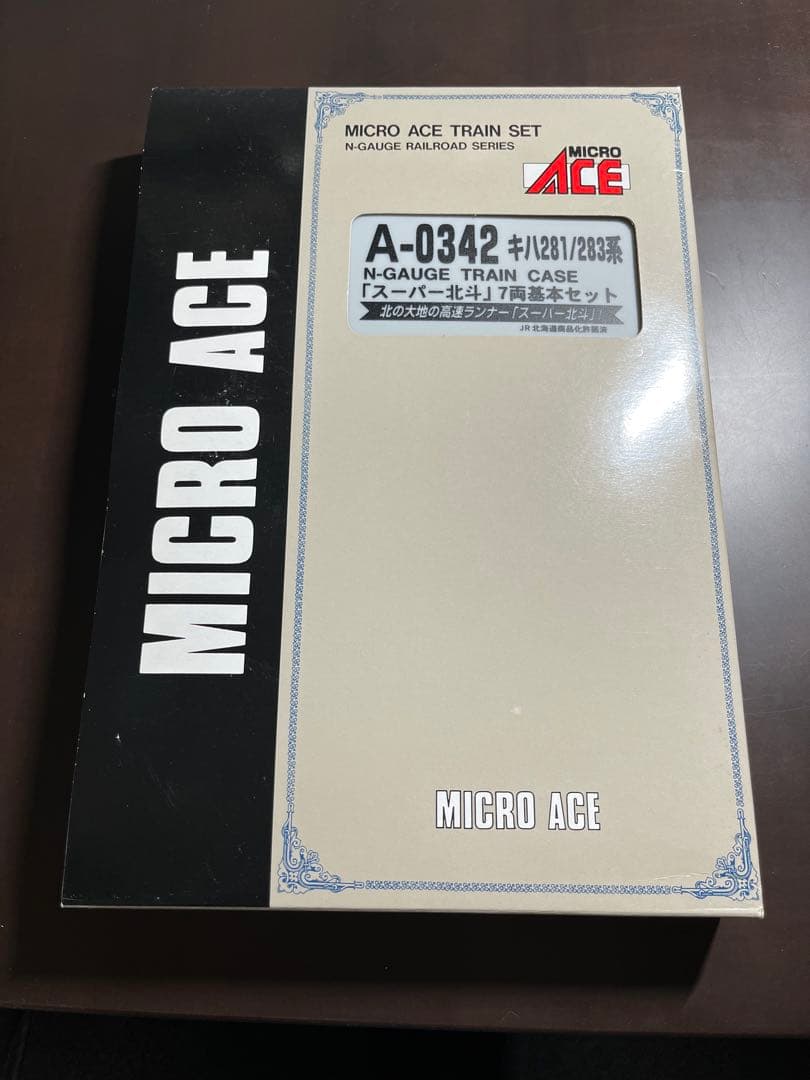 MICRO ACE
MICRO ACE TRAIN SET
N-GAUGE RAILROAD SERIES
MICRO
ACE
A-0342 キハ281/283系
N-GAUGE TRAIN CASE
「スーパー北斗」7両基本セット
北の大地の高速ランナー「スーパー北斗」!
JR北海道商品化許諾済
MICRO ACE